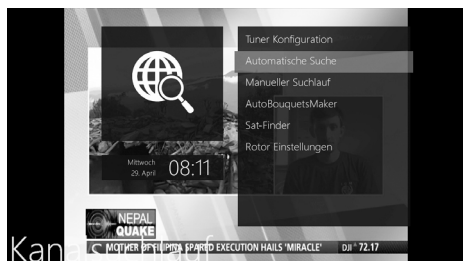 Tuner Konfiguration
Automatische Suche
Manueller Suchlauf
AutoBouquetsMaker
Sat-Finder
Rotor Einstellungen
Mittwoch
29. April
08:11
NEPAL
QUAKE
MOTHER OF FILIPINA SPARED EXECUTION HAILS 'MIRACLE' DJI 72.17
Kanalsuchlauf